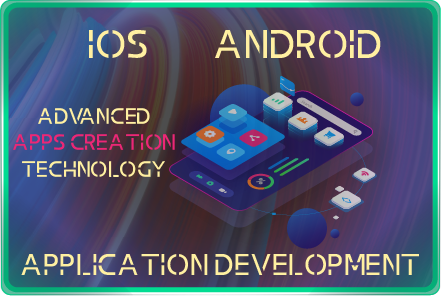 IOS ANDROID
ADVANCED
APPS CREATION
TECHNOLOGY
APPLICATION DEVELOPMENT